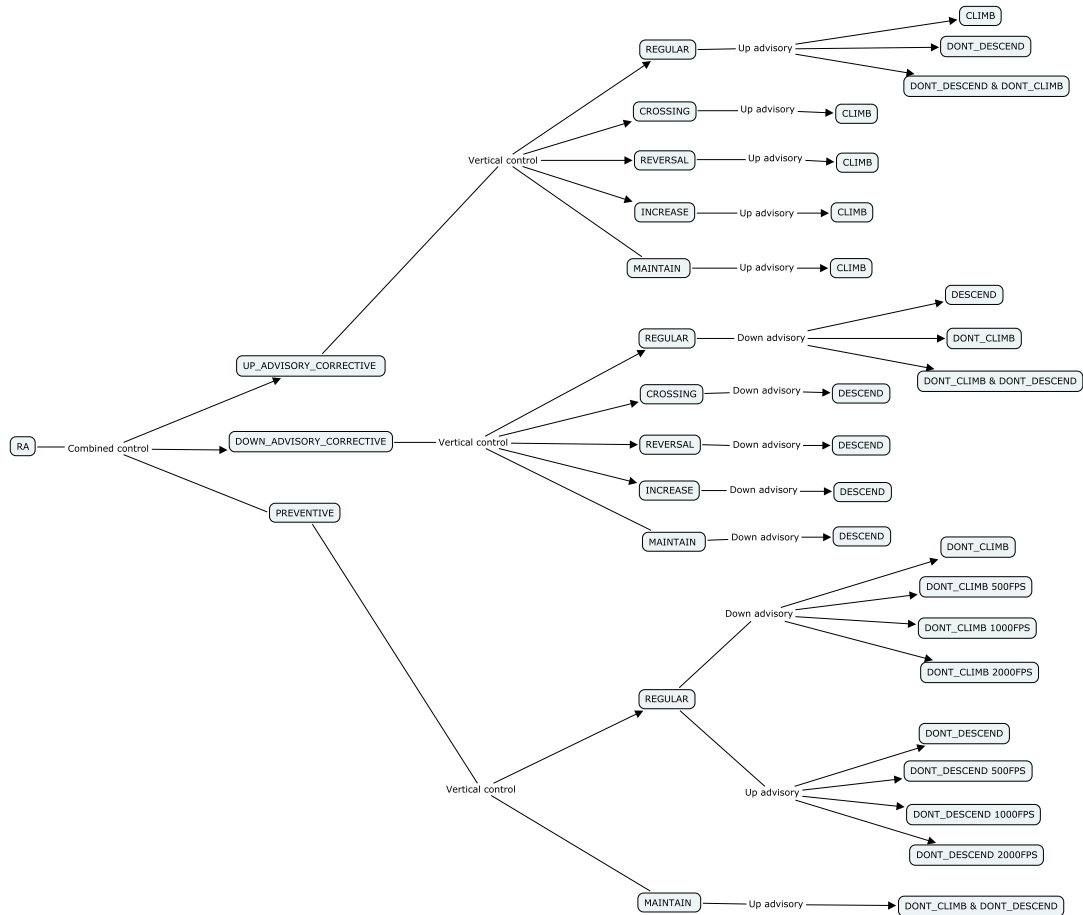 RA
Combined control
UP_ADVISORY_CORRECTIVE
Vertical control
REGULAR
Up advisory
CLIMB
DONT_DESCEND
DONT_DESCEND & DONT_CLIMB
CROSSING
Up advisory
CLIMB
REVERSAL
Up advisory
CLIMB
INCREASE
Up advisory
CLIMB
MAINTAIN
Up advisory
CLIMB
DOWN_ADVISORY_CORRECTIVE
Vertical control
REGULAR
Down advisory
DESCEND
DONT_CLIMB
DONT_CLIMB & DONT_DESCEND
CROSSING
Down advisory
DESCEND
REVERSAL
Down advisory
DESCEND
INCREASE
Down advisory
DESCEND
MAINTAIN
Down advisory
DESCEND
PREVENTIVE
Vertical control
REGULAR
Down advisory
DONT_CLIMB
DONT_CLIMB 500FPS
DONT_CLIMB 1000FPS
DONT_CLIMB 2000FPS
Up advisory
DONT_DESCEND
DONT_DESCEND 500FPS
DONT_DESCEND 1000FPS
DONT_DESCEND 2000FPS
MAINTAIN
Up advisory
DONT_CLIMB & DONT_DESCEND